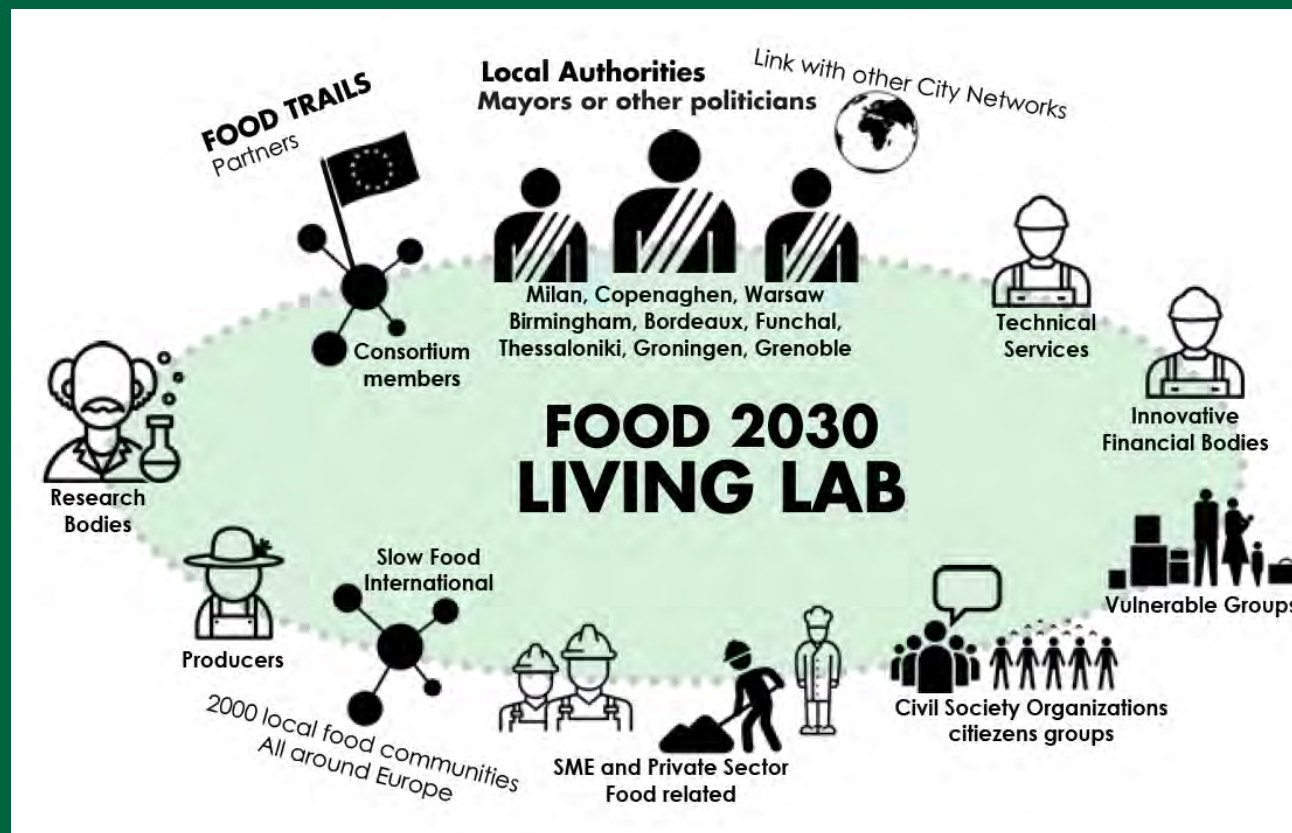 FOOD TRAILS
Partners
Local Authorities
Mayors or other politicians
Link with other City Networks
Milan, Copenaghen, Warsaw
Birmingham, Bordeaux, Funchal,
Thessaloniki, Groningen, Grenoble
Technical
Services
Consortium
members
Innovative
Financial Bodies
FOOD 2030
LIVING LAB
Research
Bodies
Slow Food
International
Vulnerable Groups
Producers
2000 local food communities
All around Europe
Civil Society Organizations
citiezens groups
SME and Private Sector
Food related